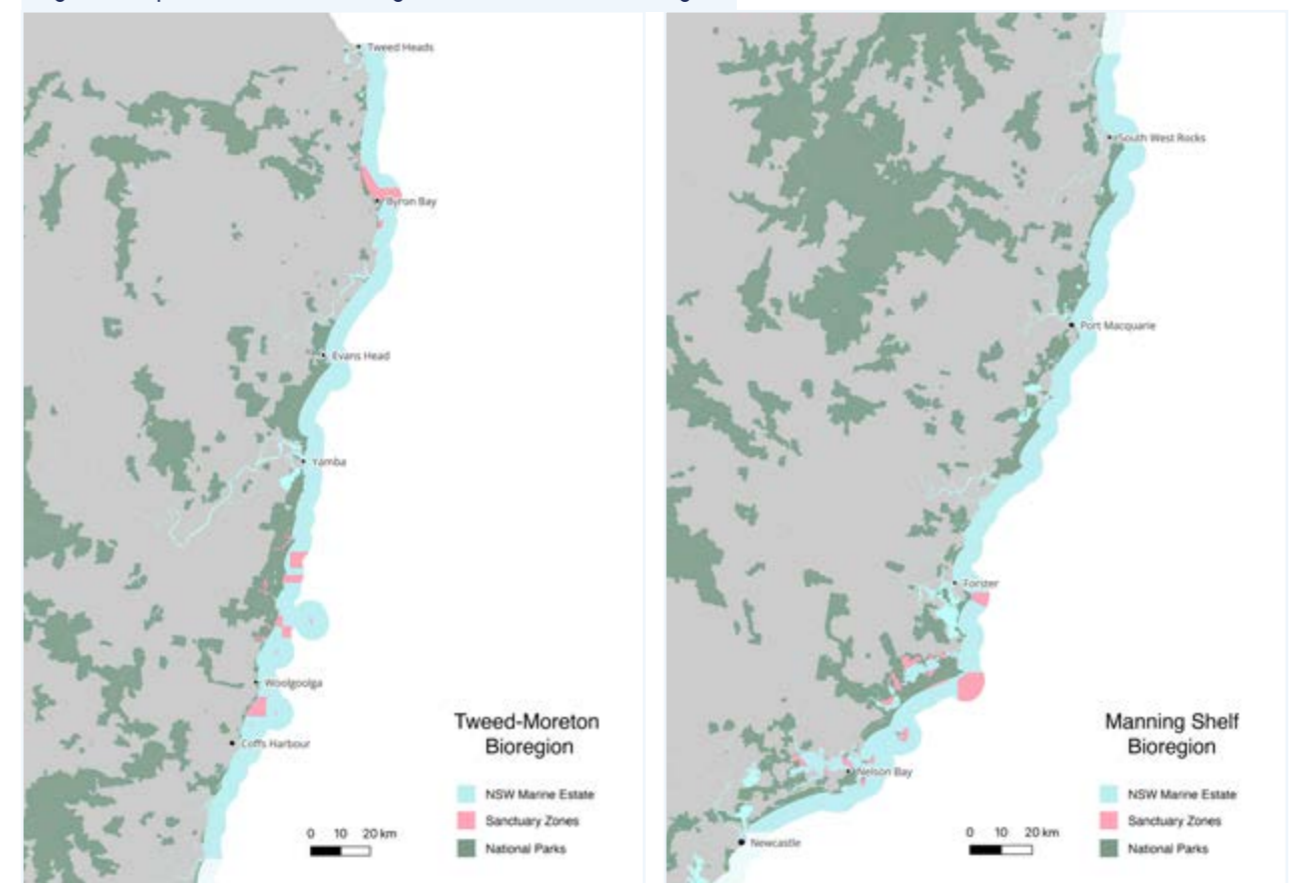 Tweed Heads
Byron Bay
Evans Head
Yamba
Woolgoolga
Coffs Harbour
Tweed-Moreton
Bioregion
NSW Marine Estate
Sanctuary Zones
National Parks
0 10 20 km
South West Rocks
Port Macquarie
Forster
Nelson Bay
Newcastle
Manning Shelf
Bioregion
NSW Marine Estate
Sanctuary Zones
National Parks
0 10 20 km